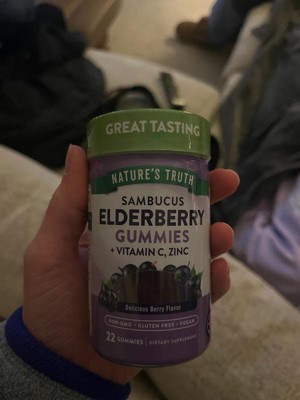 GREAT TASTING
NATURE'S TRUTH
SAMBUCUS
ELDERBERRY
GUMMIES
+ VITAMIN C, ZINC
Delicious Berry Flavor
NON-GMO • GLUTEN FREE • VEGAN
22 GUMMIES | DIETARY SUPPLEMENT